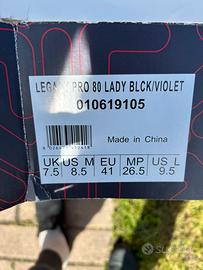 LEGACY PRO 80 LADY BLCK/VIOLET
010619105
Made in China
UK US M EU MP US L
7.5 8.5 41 26.5 9.5